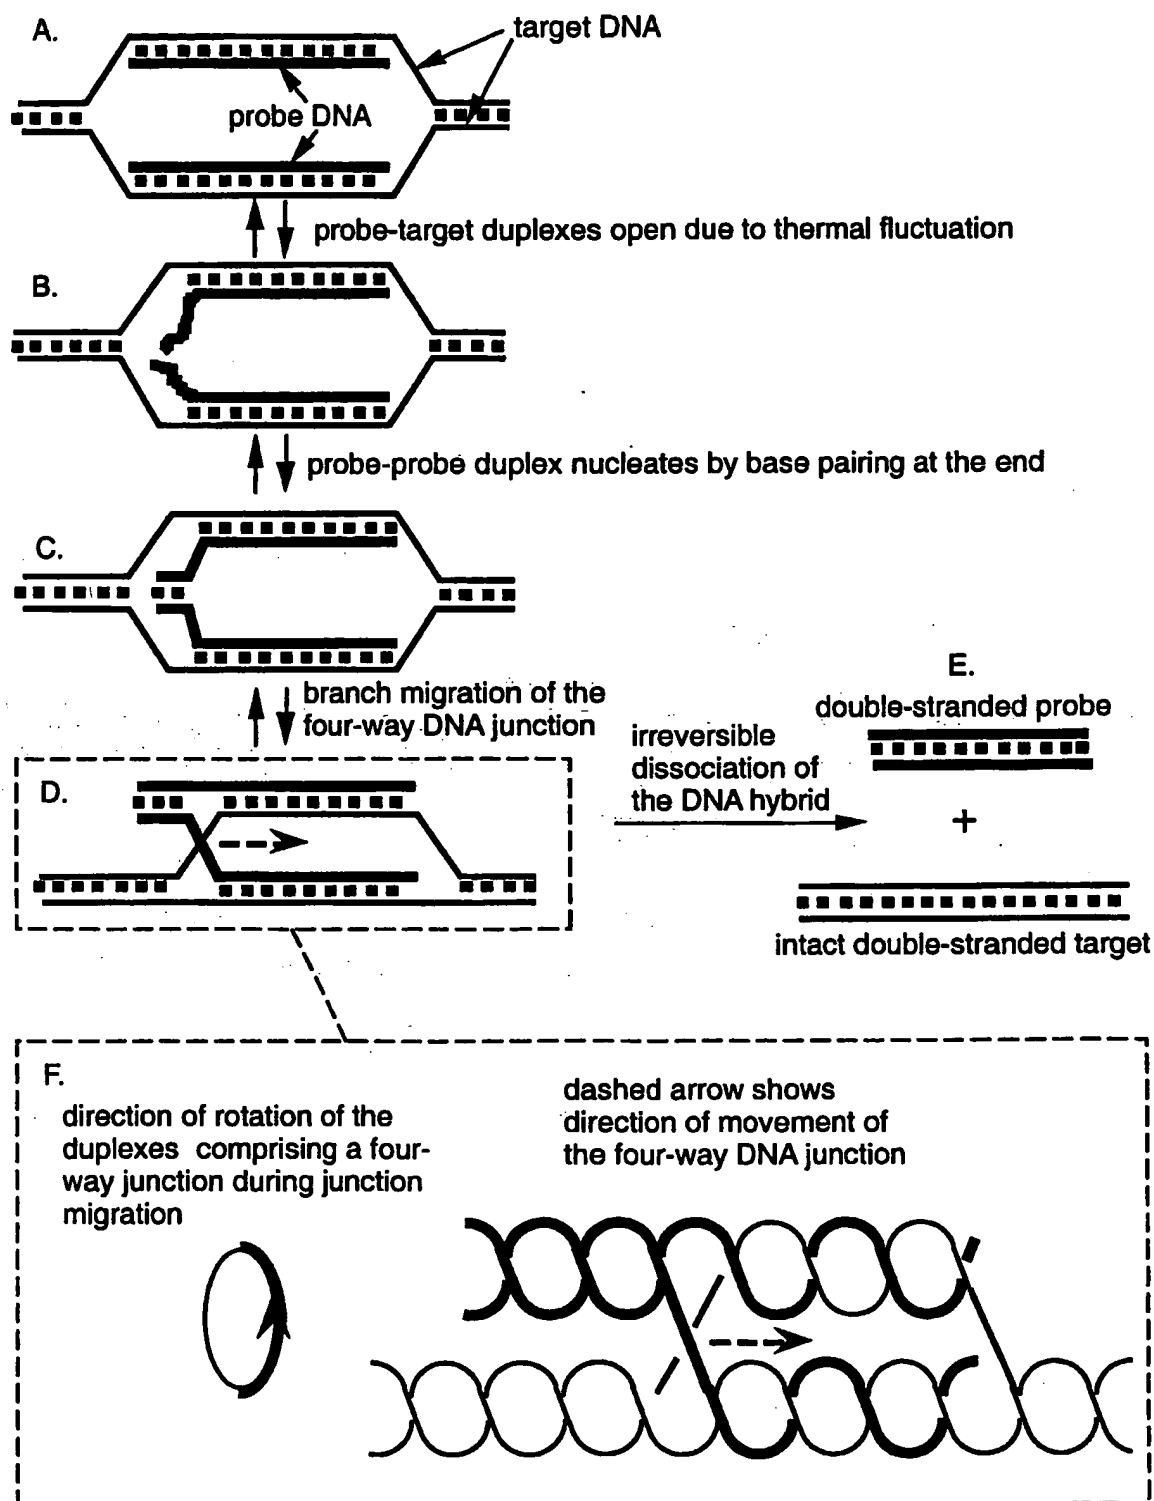 A.
target DNA
probe DNA
probe-target duplexes open due to thermal fluctuation
B.
probe-probe duplex nucleates by base pairing at the end
C.
branch migration of the
four-way DNA junction
D.
irreversible
dissociation of
the DNA hybrid
E.
double-stranded probe
+
intact double-stranded target
F.
direction of rotation of the
duplexes comprising a four-
way junction during junction
migration
dashed arrow shows
direction of movement of
the four-way DNA junction